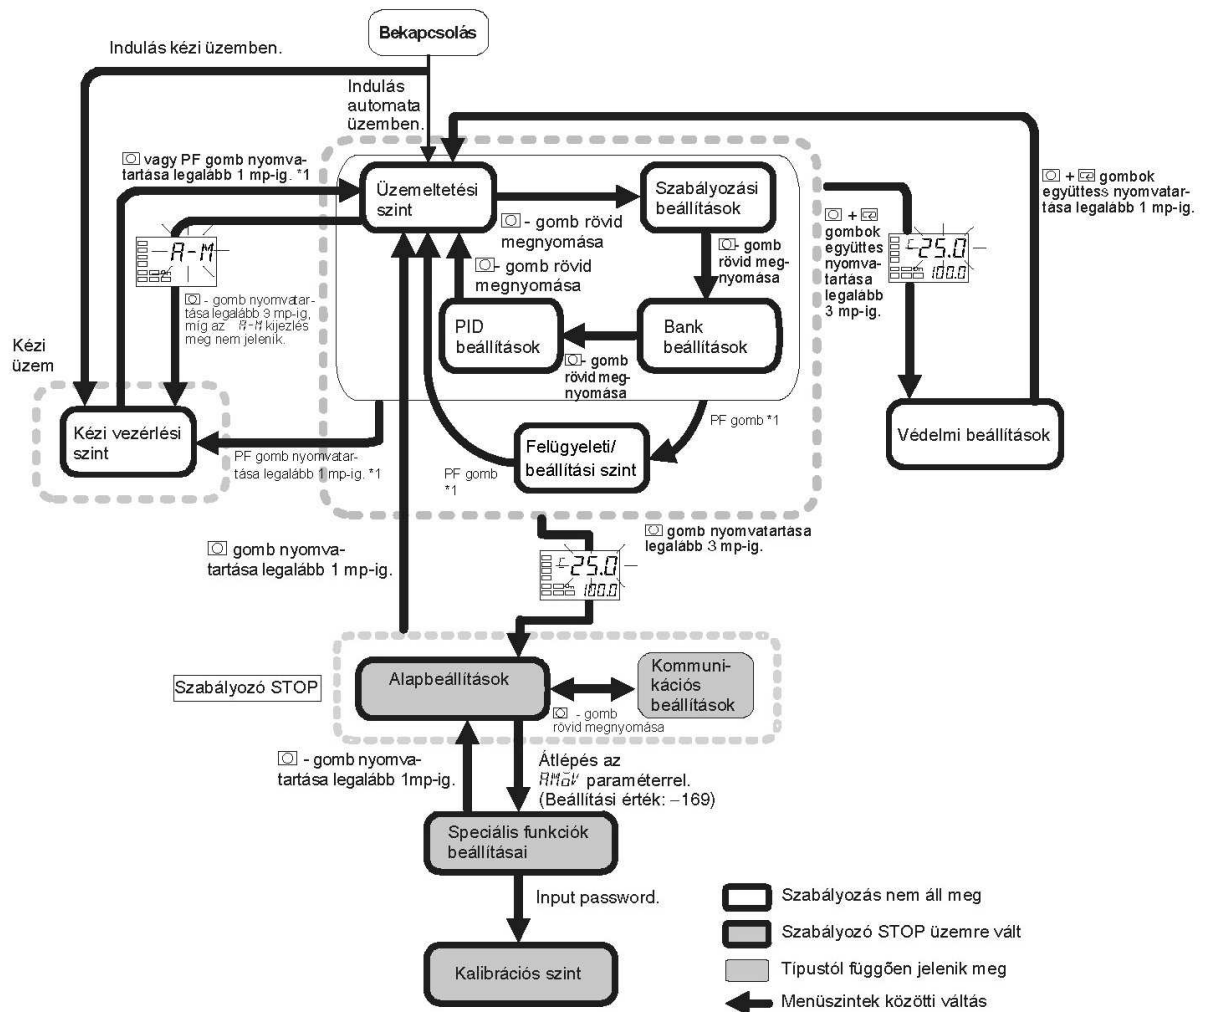 Bekapcsolás
Indulás kézi üzemben.
Indulás
automata
üzemben.
vagy PF gomb nyomva-
tartása legalább 1 mp-ig. *1
Üzemeltetési
szint
Szabályozási
beállítások
- gomb rövid
megnyomása
- gomb rövid
megnyomása
- gomb
rövid meg-
nyomása
+
gombok
együttes
nyomva-
tartása
legalább
3 mp-ig.
+ gombok
együttess nyomvatar-
tása legalább 1 mp-ig.
A-M
25.0
100.0
- gomb nyomvatar-
tása legalább 3 mp-ig,
míg az A-M kijezlés
meg nem jelenik.
PID
beállítások
Bank
beállítások
- gomb
rövid meg-
nyomása
Kézi
üzem
Kézi vezérlési
szint
PF gomb nyomvatar-
tása legalább 1 mp-ig. *1
PF gomb
*1
Felügyeleti/
beállítási szint
PF gomb *1
Védelmi beállítások
gomb nyomva-
tartása legalább 1 mp-ig.
gomb nyomvatartása
legalább 3 mp-ig.
C 25.0
100.0
Szabályozó STOP
Alapbeállítások
Kommuni-
kációs
beállítások
- gomb
rövid megnyomása
- gomb nyomva-
tartása legalább 1mp-ig.
Átlépés az
AMOV paraméterrel.
(Beállítási érték: –169)
Speciális funkciók
beállításai
Input password.
Kalibrációs szint
Szabályozás nem áll meg
Szabályozó STOP üzemre vált
Típustól függően jelenik meg
Menüszintek közötti váltás